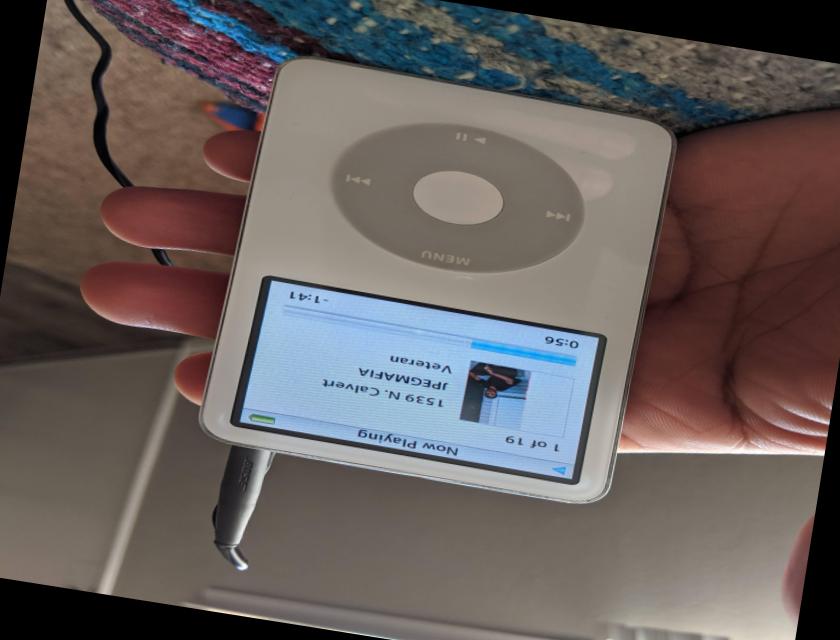 Now Playing
1 of 19
1539 N. Calvert
JPEGMAFIA
Veteran
0:56
-1:41
MENU